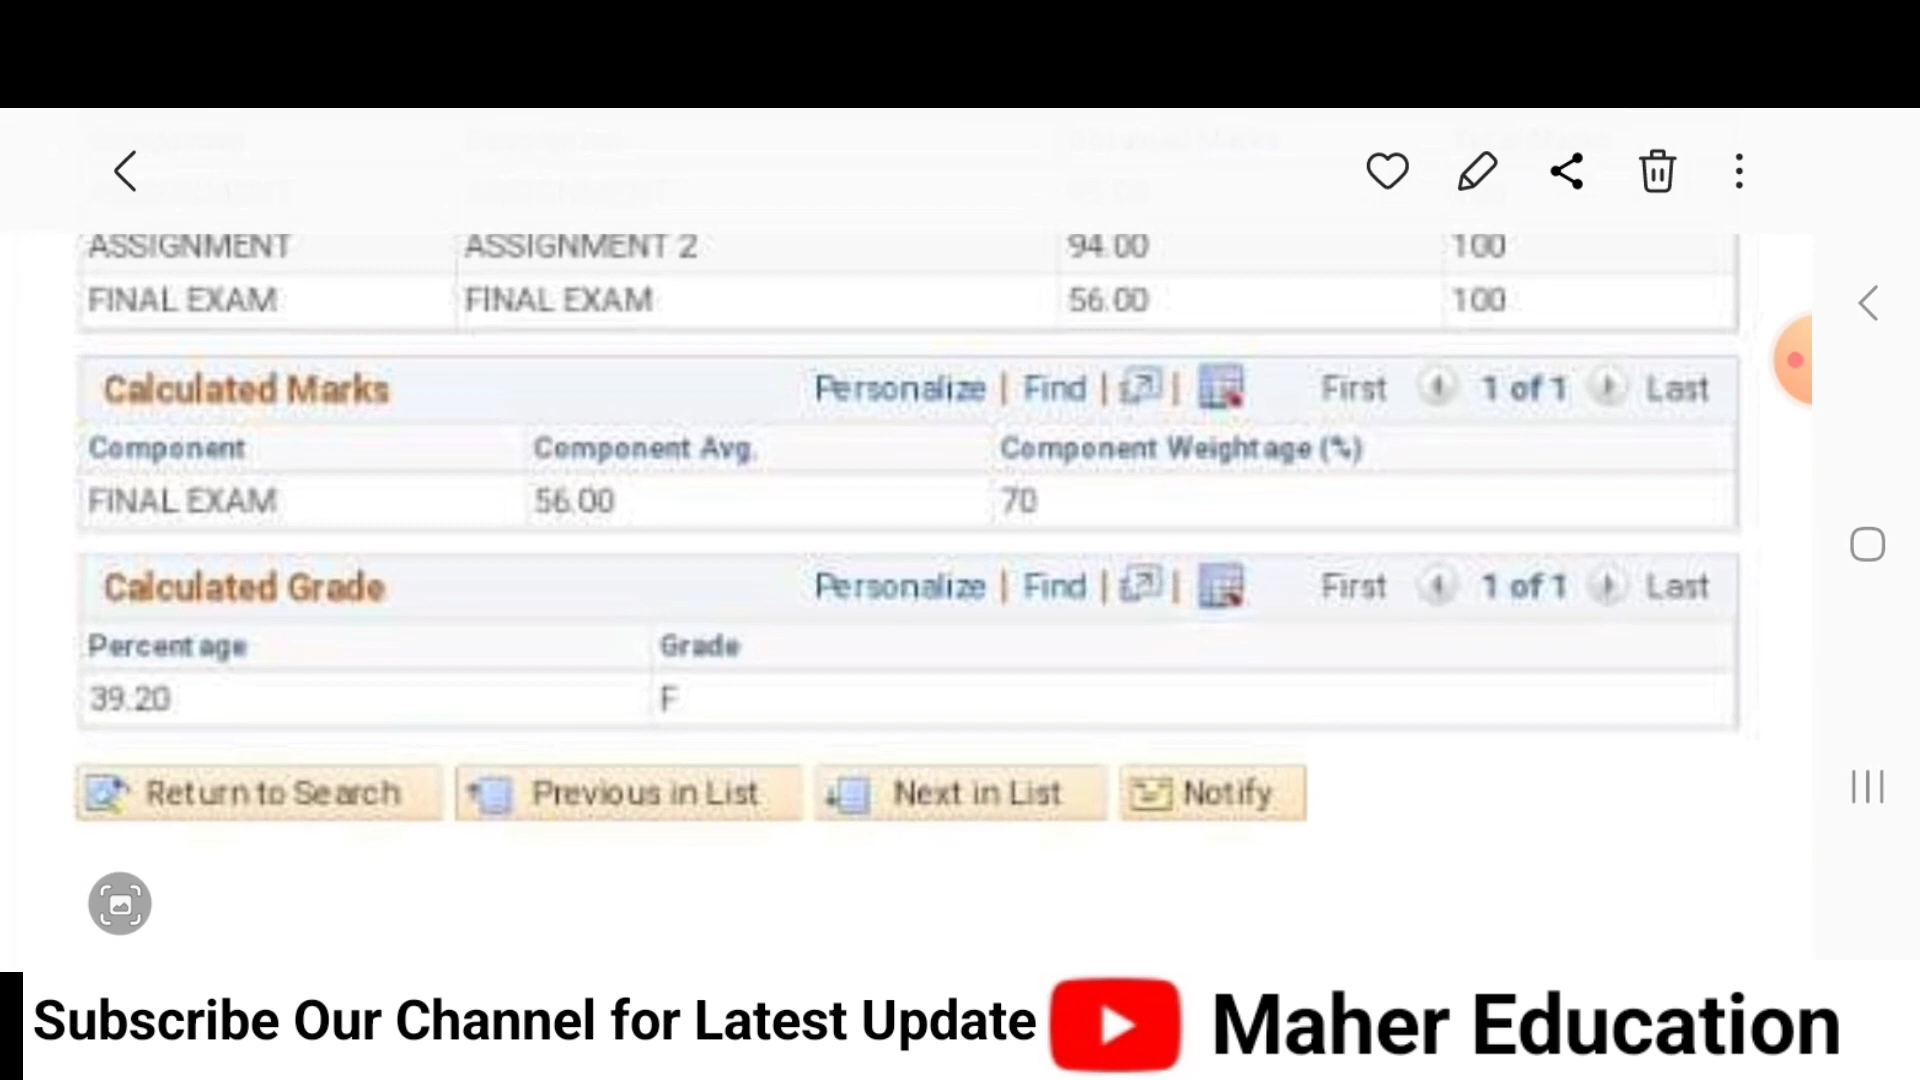 ASSIGNMENT ASSIGNMENT 2 94.00 100
FINAL EXAM FINAL EXAM 56.00 100
Calculated Marks Personalize | Find | | First 1 of 1 Last
Component Component Avg. Component Weightage (%)
FINAL EXAM 56.00 70
Calculated Grade Personalize | Find | | First 1 of 1 Last
Percentage Grade
39.20 F
Return to Search Previous in List Next in List Notify
Subscribe Our Channel for Latest Update Maher Education